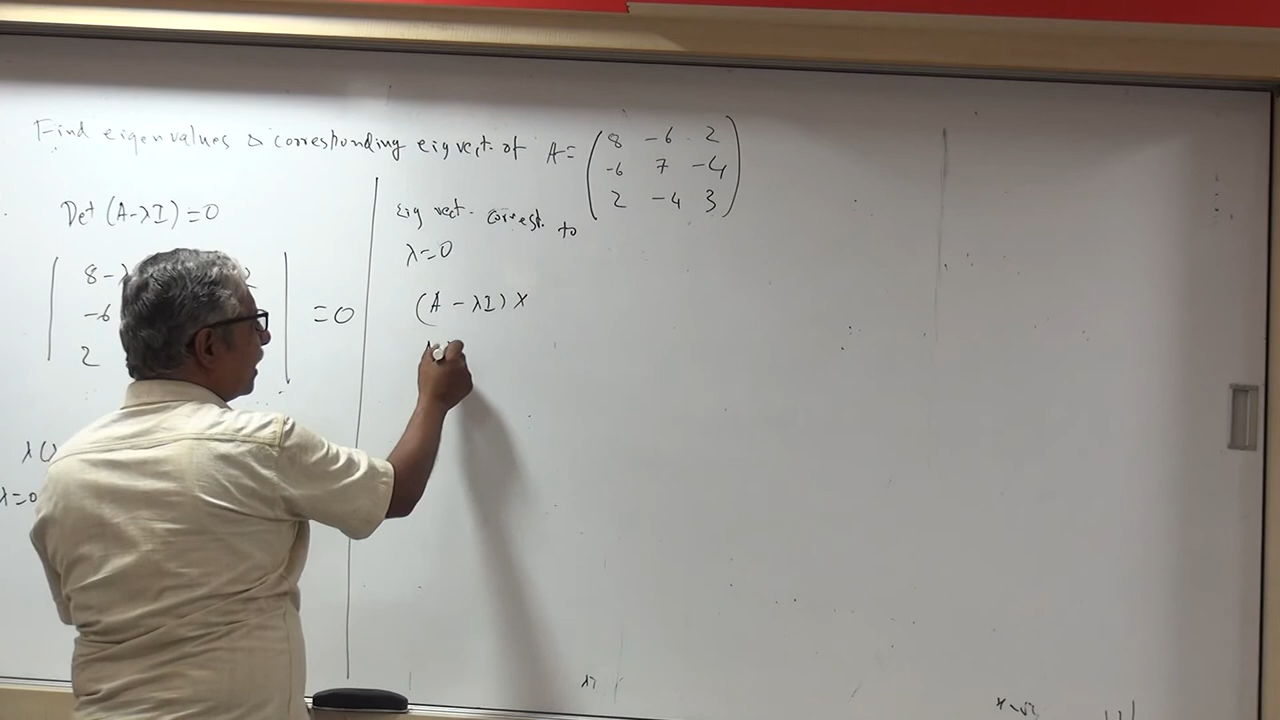 Find eigenvalues & corresponding eig vect. of A = ( 8 -6 2
-6 7 -4
2 -4 3 )
Det (A-λI) = 0
8-λ
-6
2
= 0
λ(λ
λ=0
Eig vect. corresp. to
λ=0
(A - λI) X